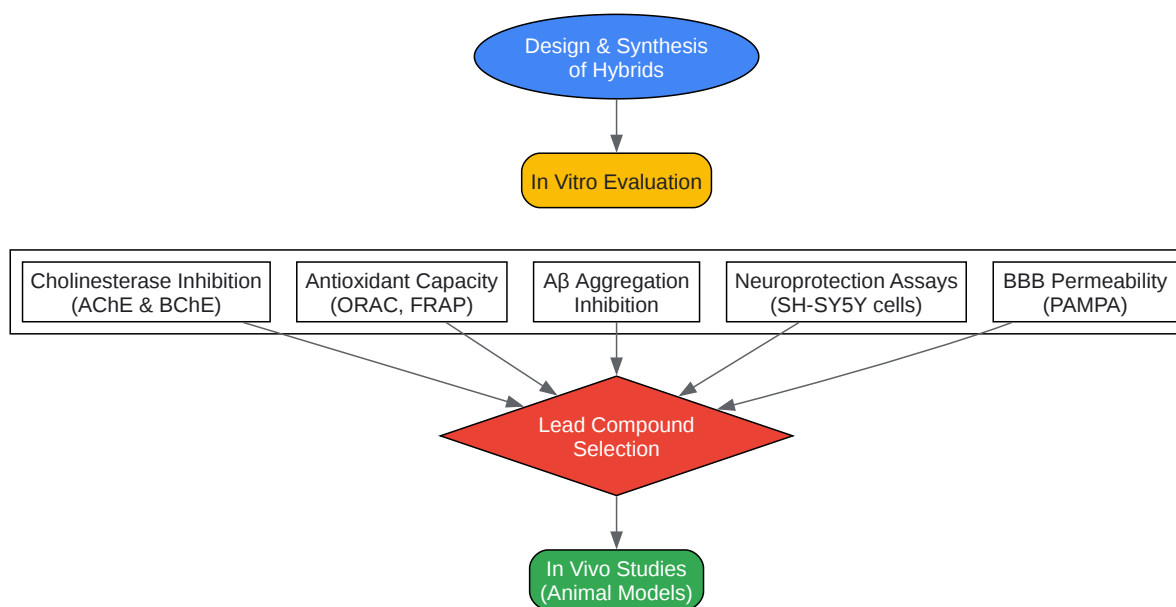 Design & Synthesis
of Hybrids
In Vitro Evaluation
Cholinesterase Inhibition
(AChE & BChE)
Antioxidant Capacity
(ORAC, FRAP)
Aβ Aggregation
Inhibition
Neuroprotection Assays
(SH-SY5Y cells)
BBB Permeability
(PAMPA)
Lead Compound
Selection
In Vivo Studies
(Animal Models)